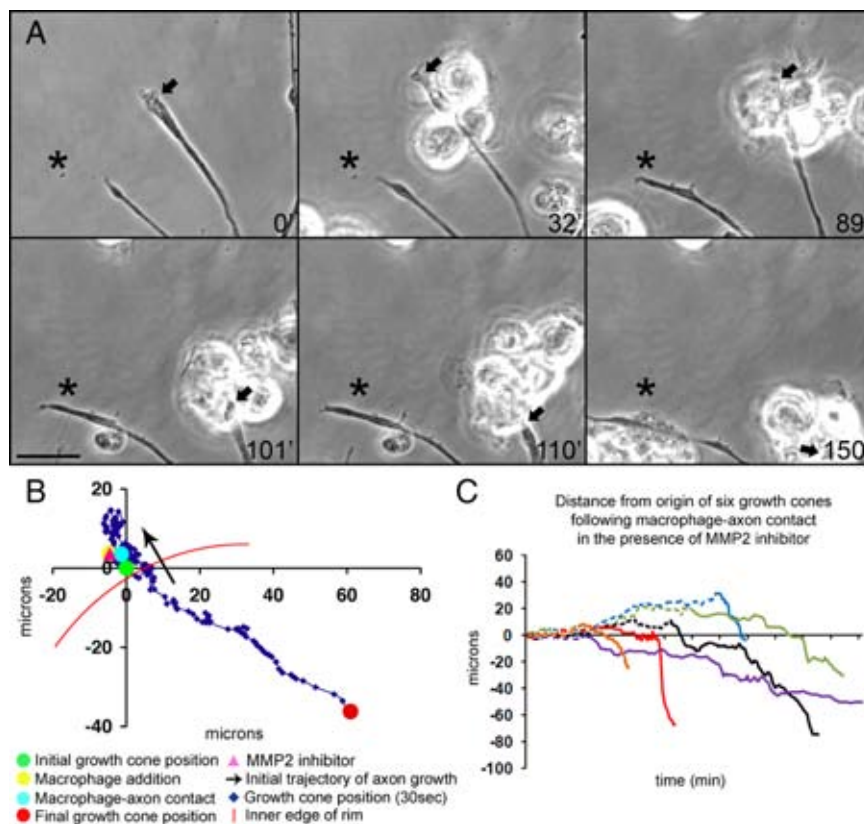 A
*
0'
*
32'
*
89
*
101'
*
110'
*
150
B
20
0
-20
-40
-20
0
20
40
60
80
microns
microns
Initial growth cone position
Macrophage addition
Macrophage-axon contact
Final growth cone position
MMP2 inhibitor
Initial trajectory of axon growth
Growth cone position (30sec)
Inner edge of rim
C
Distance from origin of six growth cones
following macrophage-axon contact
in the presence of MMP2 inhibitor
60
40
20
0
-20
-40
-60
-80
-100
microns
time (min)